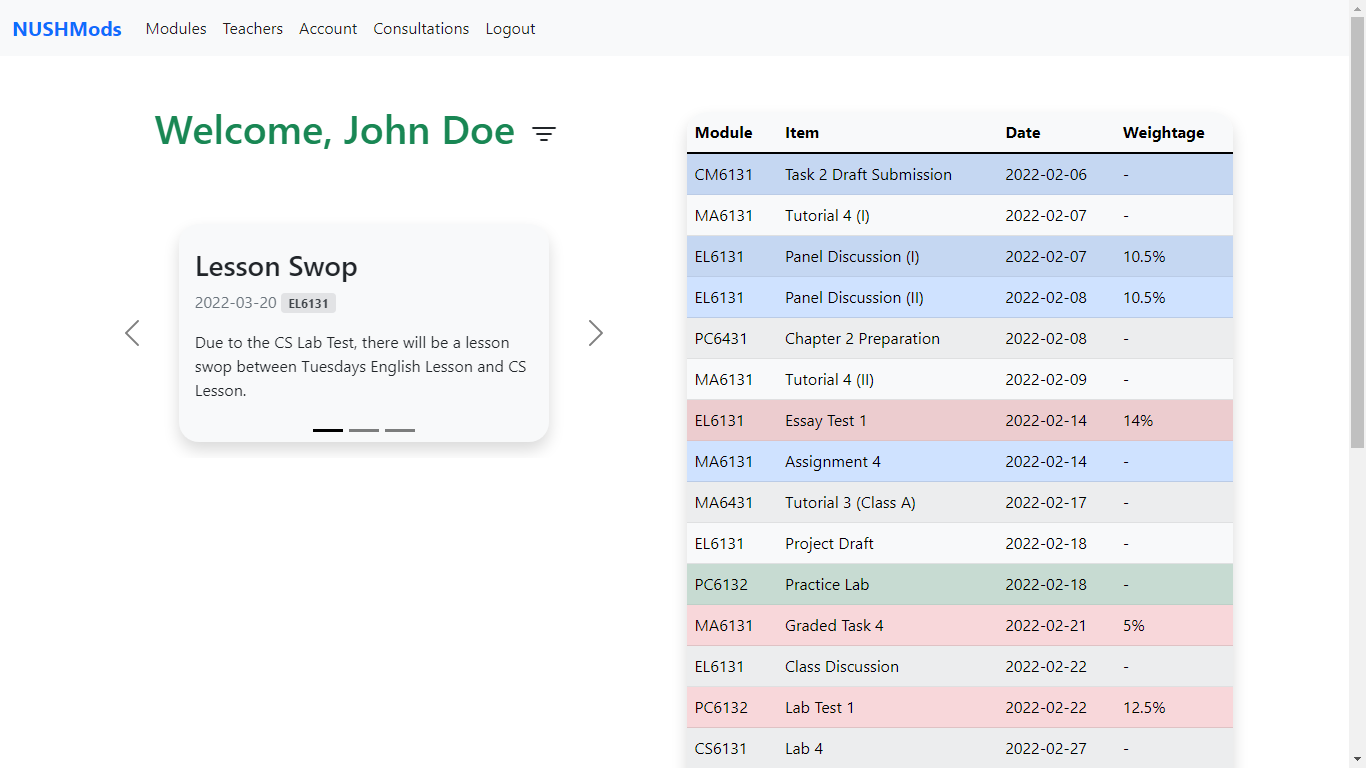 NUSHMods Modules Teachers Account Consultations Logout
Welcome, John Doe
Lesson Swop
2022-03-20 EL6131
Due to the CS Lab Test, there will be a lesson
swop between Tuesdays English Lesson and CS
Lesson.
Module Item Date Weightage
CM6131 Task 2 Draft Submission 2022-02-06 -
MA6131 Tutorial 4 (I) 2022-02-07 -
EL6131 Panel Discussion (I) 2022-02-07 10.5%
EL6131 Panel Discussion (II) 2022-02-08 10.5%
PC6431 Chapter 2 Preparation 2022-02-08 -
MA6131 Tutorial 4 (II) 2022-02-09 -
EL6131 Essay Test 1 2022-02-14 14%
MA6131 Assignment 4 2022-02-14 -
MA6431 Tutorial 3 (Class A) 2022-02-17 -
EL6131 Project Draft 2022-02-18 -
PC6132 Practice Lab 2022-02-18 -
MA6131 Graded Task 4 2022-02-21 5%
EL6131 Class Discussion 2022-02-22 -
PC6132 Lab Test 1 2022-02-22 12.5%
CS6131 Lab 4 2022-02-27 -